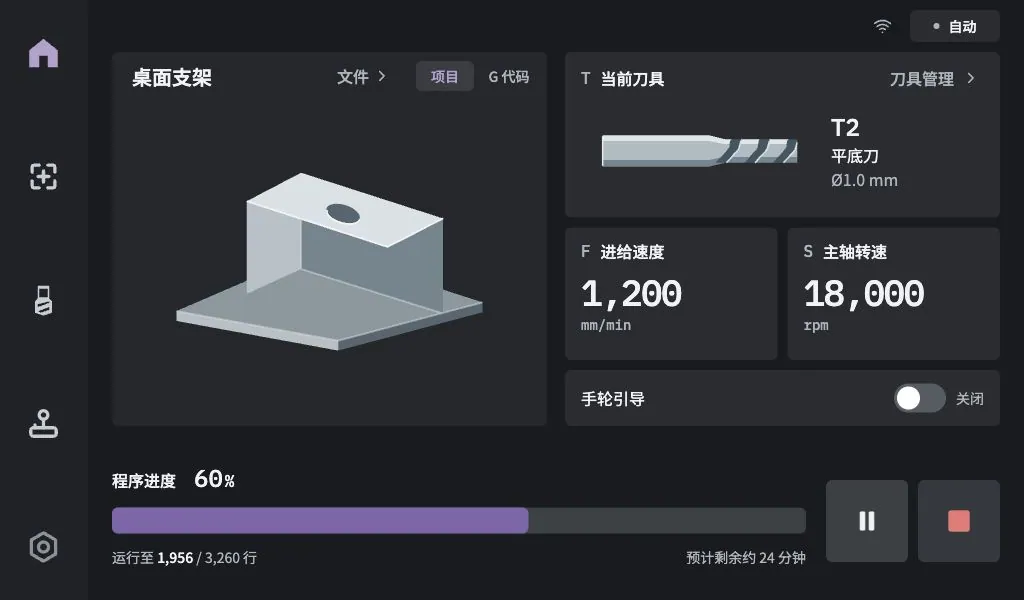 自动
桌面支架 文件 项目 G 代码
T 当前刀具 刀具管理
T2
平底刀
Ø1.0 mm
F 进给速度
1,200
mm/min
S 主轴转速
18,000
rpm
手轮引导 关闭
程序进度 60%
运行至 1,956 / 3,260 行 预计剩余约 24 分钟